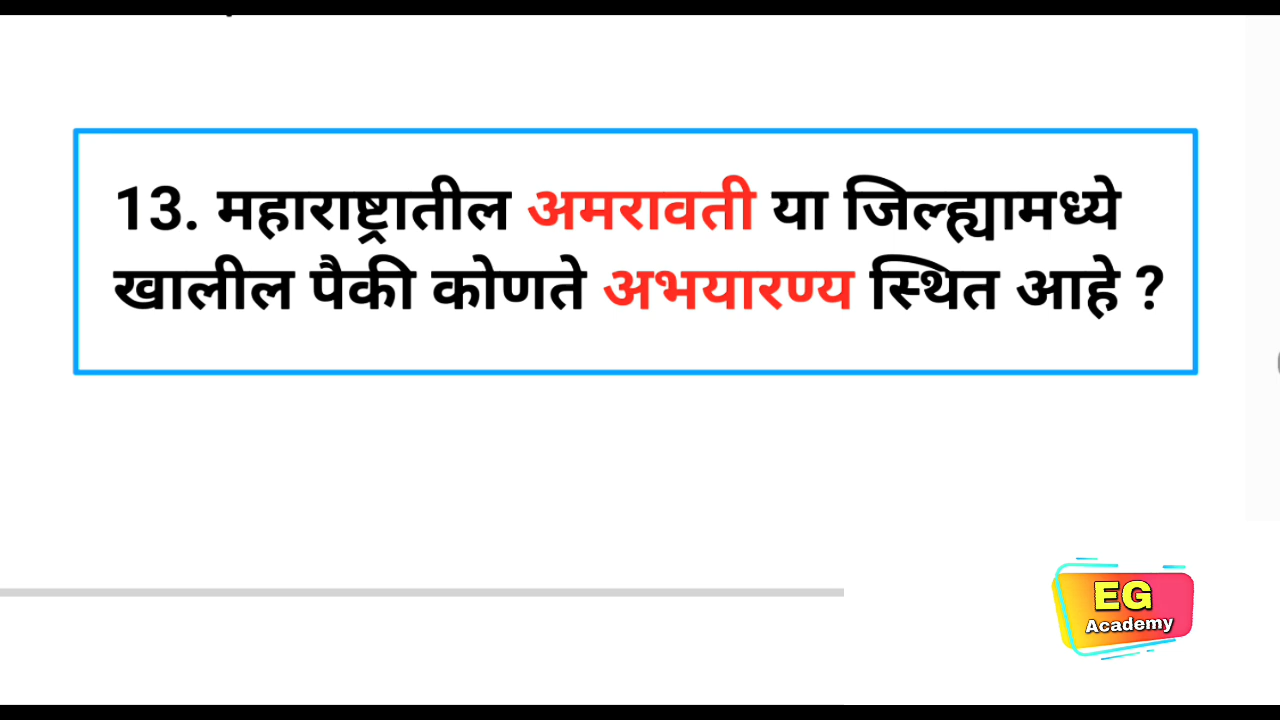 13. महाराष्ट्रातील अमरावती या जिल्ह्यामध्ये
खालील पैकी कोणते अभयारण्य स्थित आहे ?
EG
Academy